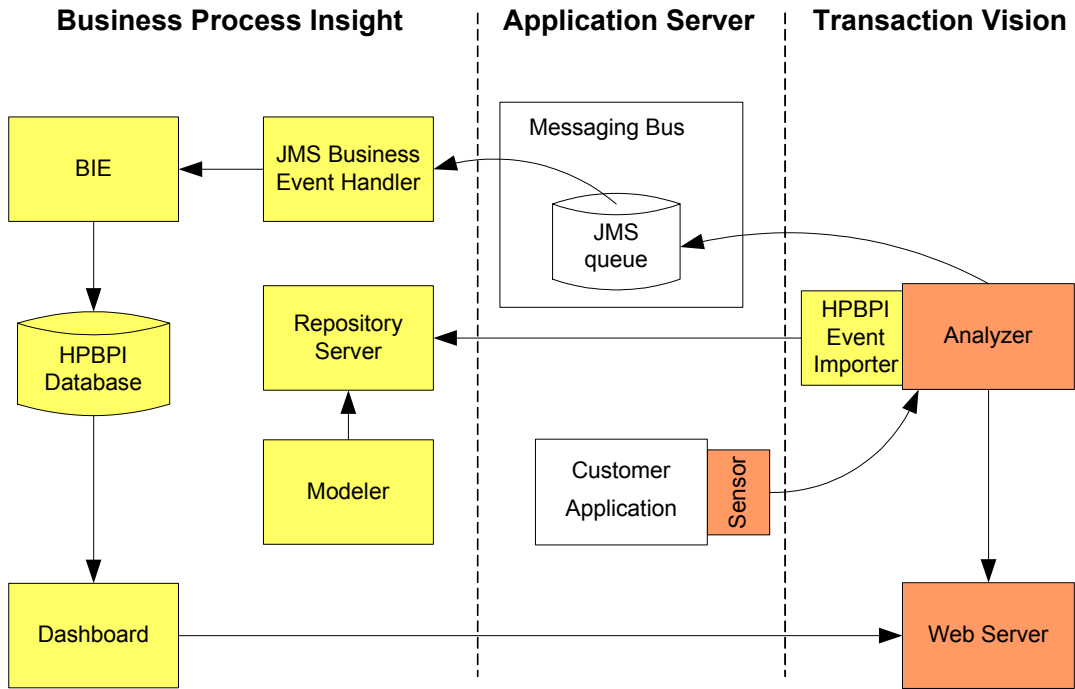 Business Process Insight
Application Server
Transaction Vision
BIE
JMS Business
Event Handler
Messaging Bus
JMS
queue
HPBPI
Database
Repository
Server
HPBPI
Event
Importer
Analyzer
Modeler
Customer
Application
Sensor
Dashboard
Web Server